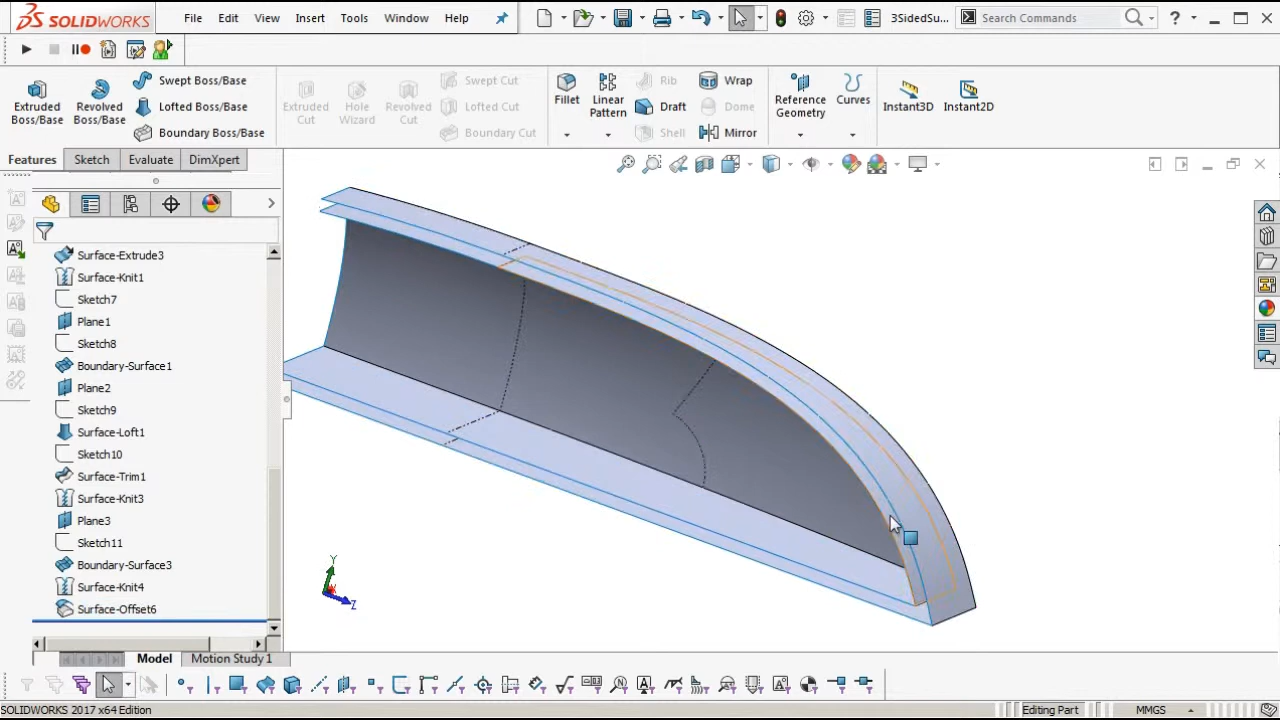 SOLIDWORKS File Edit View Insert Tools Window Help 3SidedSu... Search Commands ?
Extruded Boss/Base
Revolved Boss/Base
Swept Boss/Base
Lofted Boss/Base
Boundary Boss/Base
Extruded Cut
Hole Wizard
Revolved Cut
Swept Cut
Lofted Cut
Boundary Cut
Fillet
Linear Pattern
Rib
Draft
Shell
Wrap
Dome
Mirror
Reference Geometry
Curves
Instant3D
Instant2D
Features Sketch Evaluate DimXpert
Surface-Extrude3
Surface-Knit1
Sketch7
Plane1
Sketch8
Boundary-Surface1
Plane2
Sketch9
Surface-Loft1
Sketch10
Surface-Trim1
Surface-Knit3
Plane3
Sketch11
Boundary-Surface3
Surface-Knit4
Surface-Offset6
Y
Z
Model Motion Study 1
SOLIDWORKS 2017 x64 Edition Editing Part MMGS